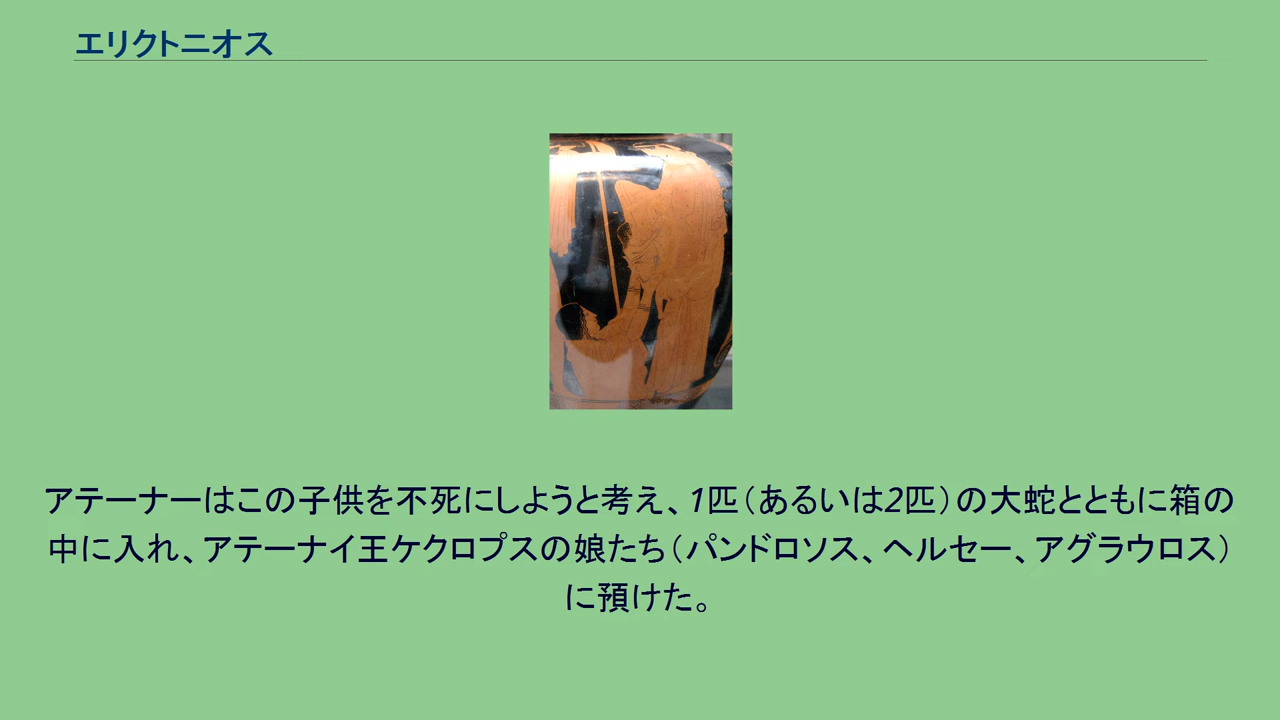 エリクトニオス
アテーナーはこの子供を不死にしようと考え、1匹（あるいは2匹）の大蛇とともに箱の
中に入れ、アテーナイ王ケクロプスの娘たち（パンドロソス、ヘルセー、アグラウロス）
に預けた。